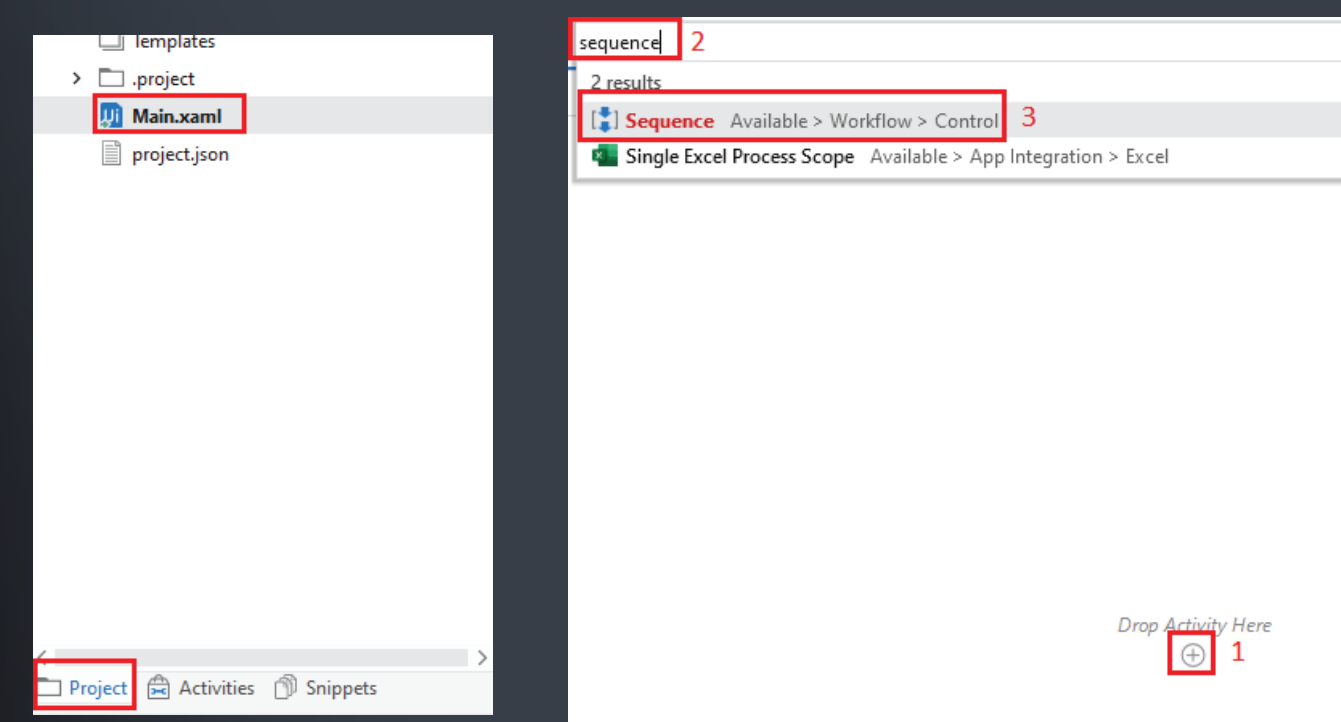 Templates
.project
Ui Main.xaml
project.json
Project Activities Snippets
sequence 2
2 results
Sequence Available > Workflow > Control 3
Single Excel Process Scope Available > App Integration > Excel
Drop Activity Here
1